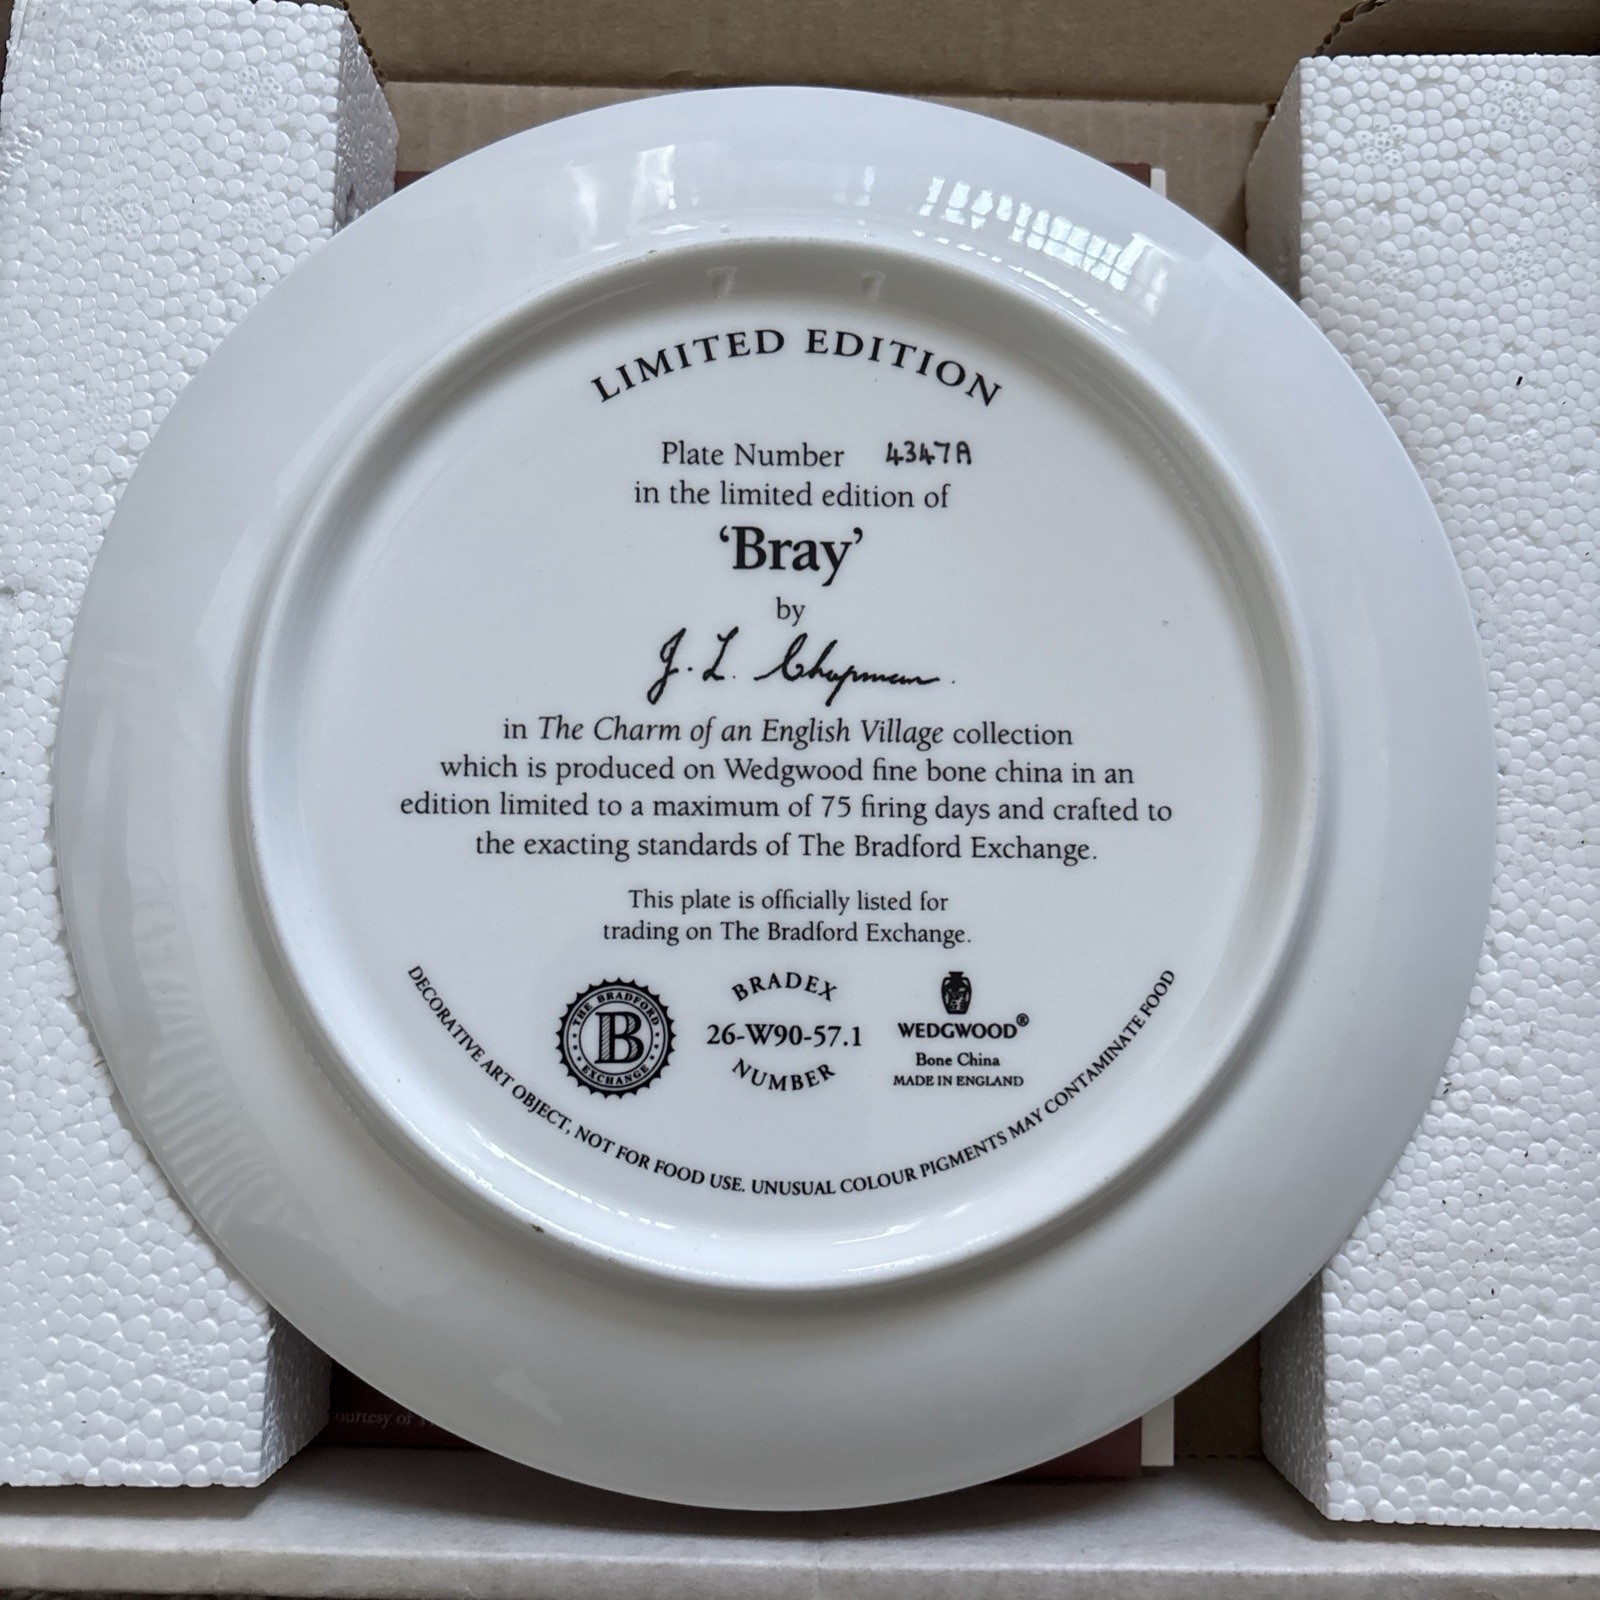 LIMITED EDITION
Plate Number 4347A
in the limited edition of
‘Bray’
by
J. L. Chapman.
in The Charm of an English Village collection
which is produced on Wedgwood fine bone china in an
edition limited to a maximum of 75 firing days and crafted to
the exacting standards of The Bradford Exchange.
This plate is officially listed for
trading on The Bradford Exchange.
THE BRADFORD
B
EXCHANGE
BRADEX
26-W90-57.1
NUMBER
WEDGWOOD®
Bone China
MADE IN ENGLAND
DECORATIVE ART OBJECT, NOT FOR FOOD USE. UNUSUAL COLOUR PIGMENTS MAY CONTAMINATE FOOD
of